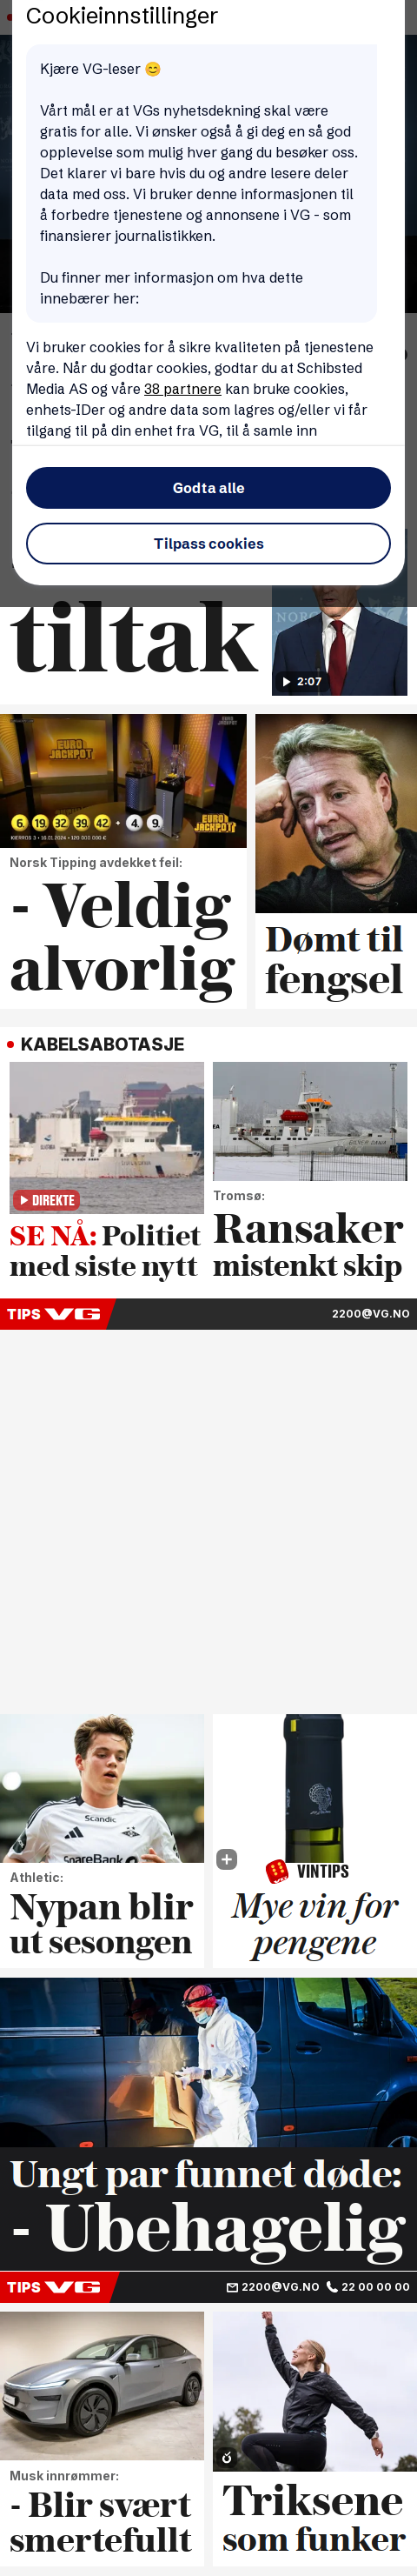 Cookieinnstillinger
Kjære VG-leser 😊
Vårt mål er at VGs nyhetsdekning skal være
gratis for alle. Vi ønsker også å gi deg en så god
opplevelse som mulig hver gang du besøker oss.
Det klarer vi bare hvis du og andre lesere deler
data med oss. Vi bruker denne informasjonen til
å forbedre tjenestene og annonsene i VG - som
finansierer journalistikken.
Du finner mer informasjon om hva dette
innebærer her:
Vi bruker cookies for å sikre kvaliteten på tjenestene
våre. Når du godtar cookies, godtar du at Schibsted
Media AS og våre 38 partnere kan bruke cookies,
enhets-IDer og andre data som lagres og/eller vi får
tilgang til på din enhet fra VG, til å samle inn
Godta alle
Tilpass cookies
tiltak
2:07
EURO
JACKPOT
6 19 32 39 42 + 4 9
EURO
JACKPOT
Norsk Tipping avdekket feil:
- Veldig
alvorlig
Dømt til
fengsel
KABELSABOTASJE
DIREKTE
SE NÅ: Politiet
med siste nytt
Tromsø:
Ransaker
mistenkt skip
TIPS VG
2200@VG.NO
Scandic
SpareBank
Athletic:
Nypan blir
ut sesongen
VINTIPS
Mye vin for
pengene
Ungt par funnet døde:
- Ubehagelig
TIPS VG
2200@VG.NO 22 00 00 00
Musk innrømmer:
- Blir svært
smertefullt
Triksene
som funker